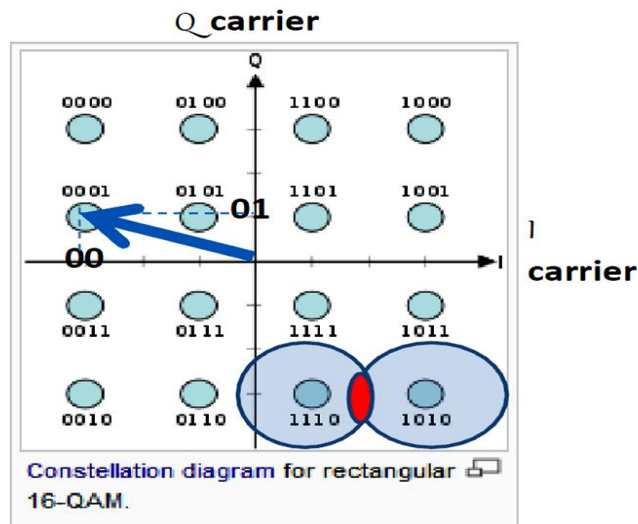 Q carrier
Q
0000 0100 1100 1000
0001 0101 1101 1001
01
00
I
I
carrier
0011 0111 1111 1011
0010 0110 1110 1010
Constellation diagram for rectangular
16-QAM.